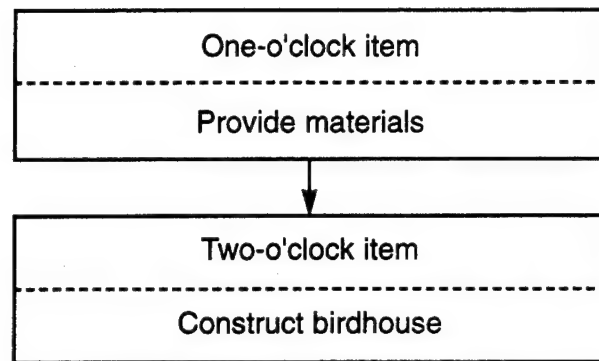 One-o'clock item
Provide materials
Two-o'clock item
Construct birdhouse